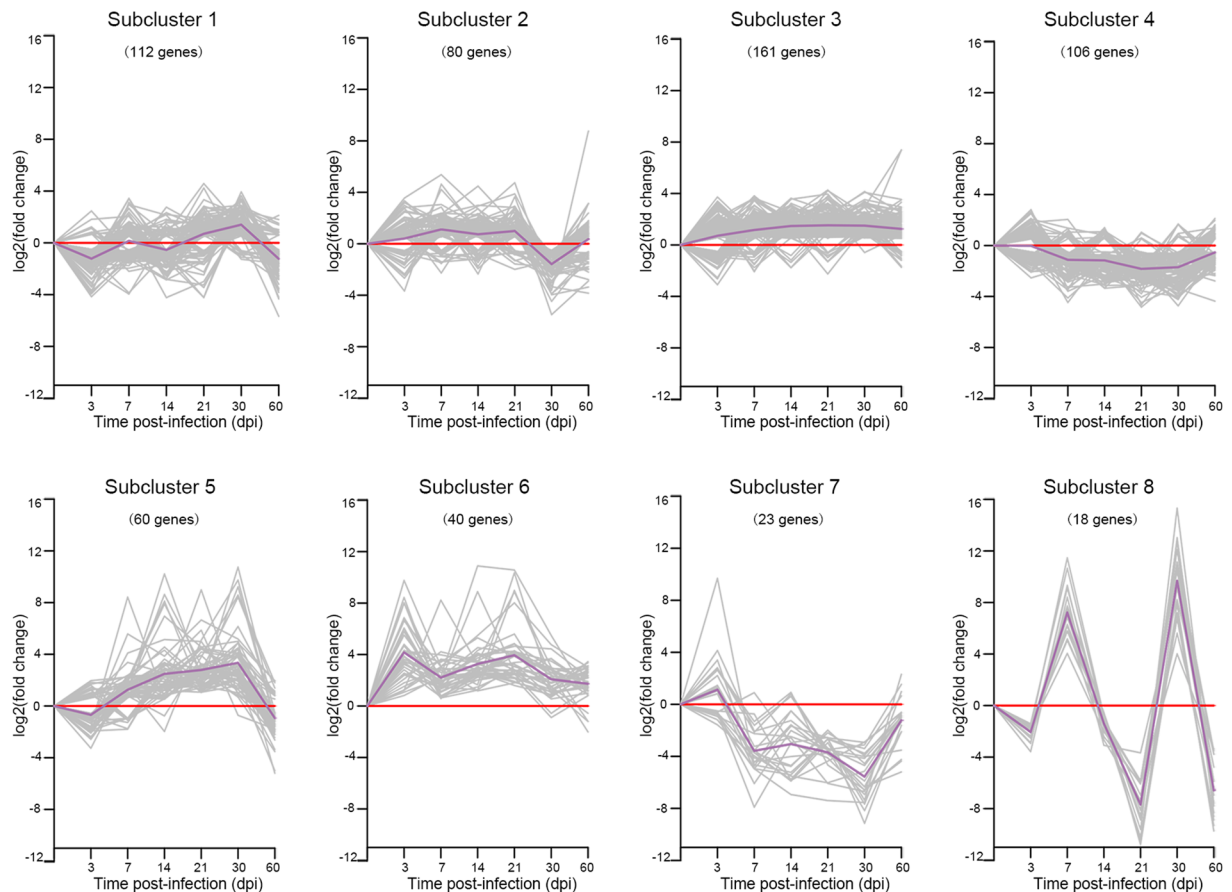 Subcluster 1
(112 genes)
log2(fold change)
16
12
8
4
0
-4
-8
-12
3 7 14 21 30 60
Time post-infection (dpi)
Subcluster 2
(80 genes)
log2(fold change)
16
12
8
4
0
-4
-8
-12
3 7 14 21 30 60
Time post-infection (dpi)
Subcluster 3
(161 genes)
log2(fold change)
16
12
8
4
0
-4
-8
-12
3 7 14 21 30 60
Time post-infection (dpi)
Subcluster 4
(106 genes)
log2(fold change)
16
12
8
4
0
-4
-8
-12
3 7 14 21 30 60
Time post-infection (dpi)
Subcluster 5
(60 genes)
log2(fold change)
16
12
8
4
0
-4
-8
-12
3 7 14 21 30 60
Time post-infection (dpi)
Subcluster 6
(40 genes)
log2(fold change)
16
12
8
4
0
-4
-8
-12
3 7 14 21 30 60
Time post-infection (dpi)
Subcluster 7
(23 genes)
log2(fold change)
16
12
8
4
0
-4
-8
-12
3 7 14 21 30 60
Time post-infection (dpi)
Subcluster 8
(18 genes)
log2(fold change)
16
12
8
4
0
-4
-8
-12
3 7 14 21 30 60
Time post-infection (dpi)